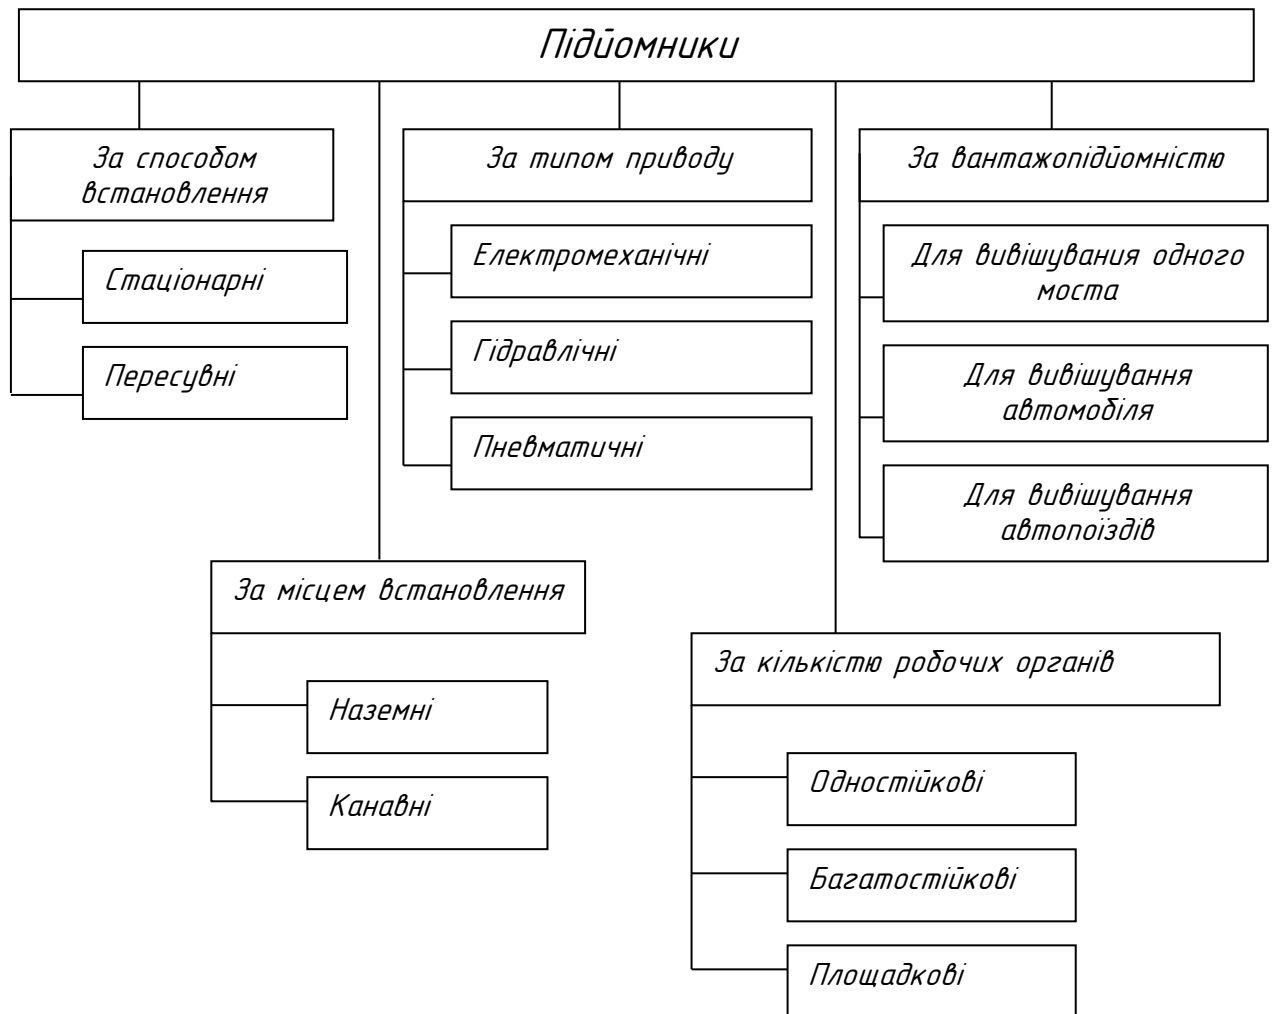 Підйомники
За способом
встановлення
Стаціонарні
Пересувні
За типом приводу
Електромеханічні
Гідравлічні
Пневматичні
За вантажопідйомністю
Для вивішування одного
моста
Для вивішування
автомобіля
Для вивішування
автопоїздів
За місцем встановлення
Наземні
Канавні
За кількістю робочих органів
Одностійкові
Багатостійкові
Площадкові